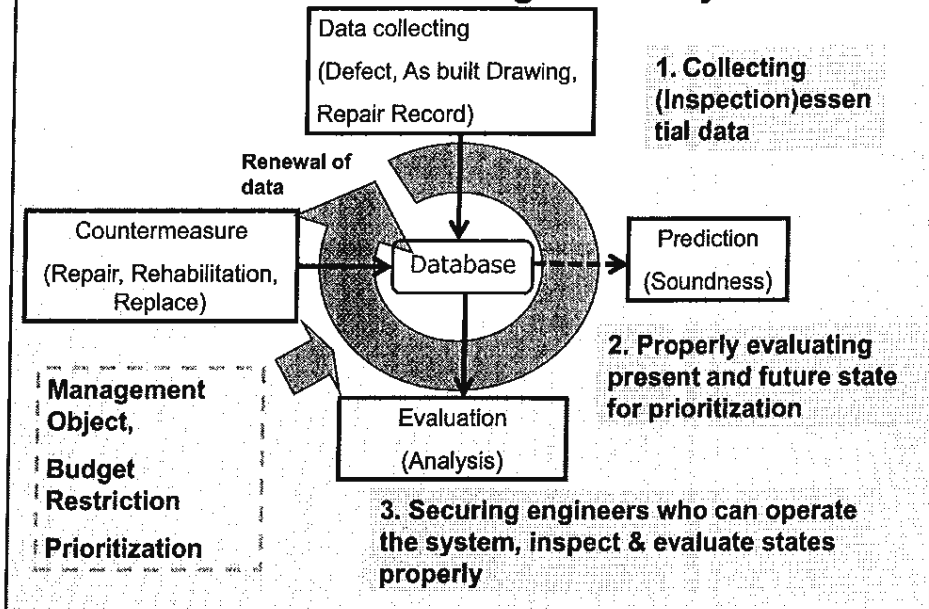 Data collecting
(Defect, As built Drawing,
Repair Record)
1. Collecting
(Inspection)essen
tial data
Renewal of
data
Countermeasure
(Repair, Rehabilitation,
Replace)
Database
Prediction
(Soundness)
2. Properly evaluating
present and future state
for prioritization
Management
Object,
Budget
Restriction
Prioritization
Evaluation
(Analysis)
3. Securing engineers who can operate
the system, inspect & evaluate states
properly